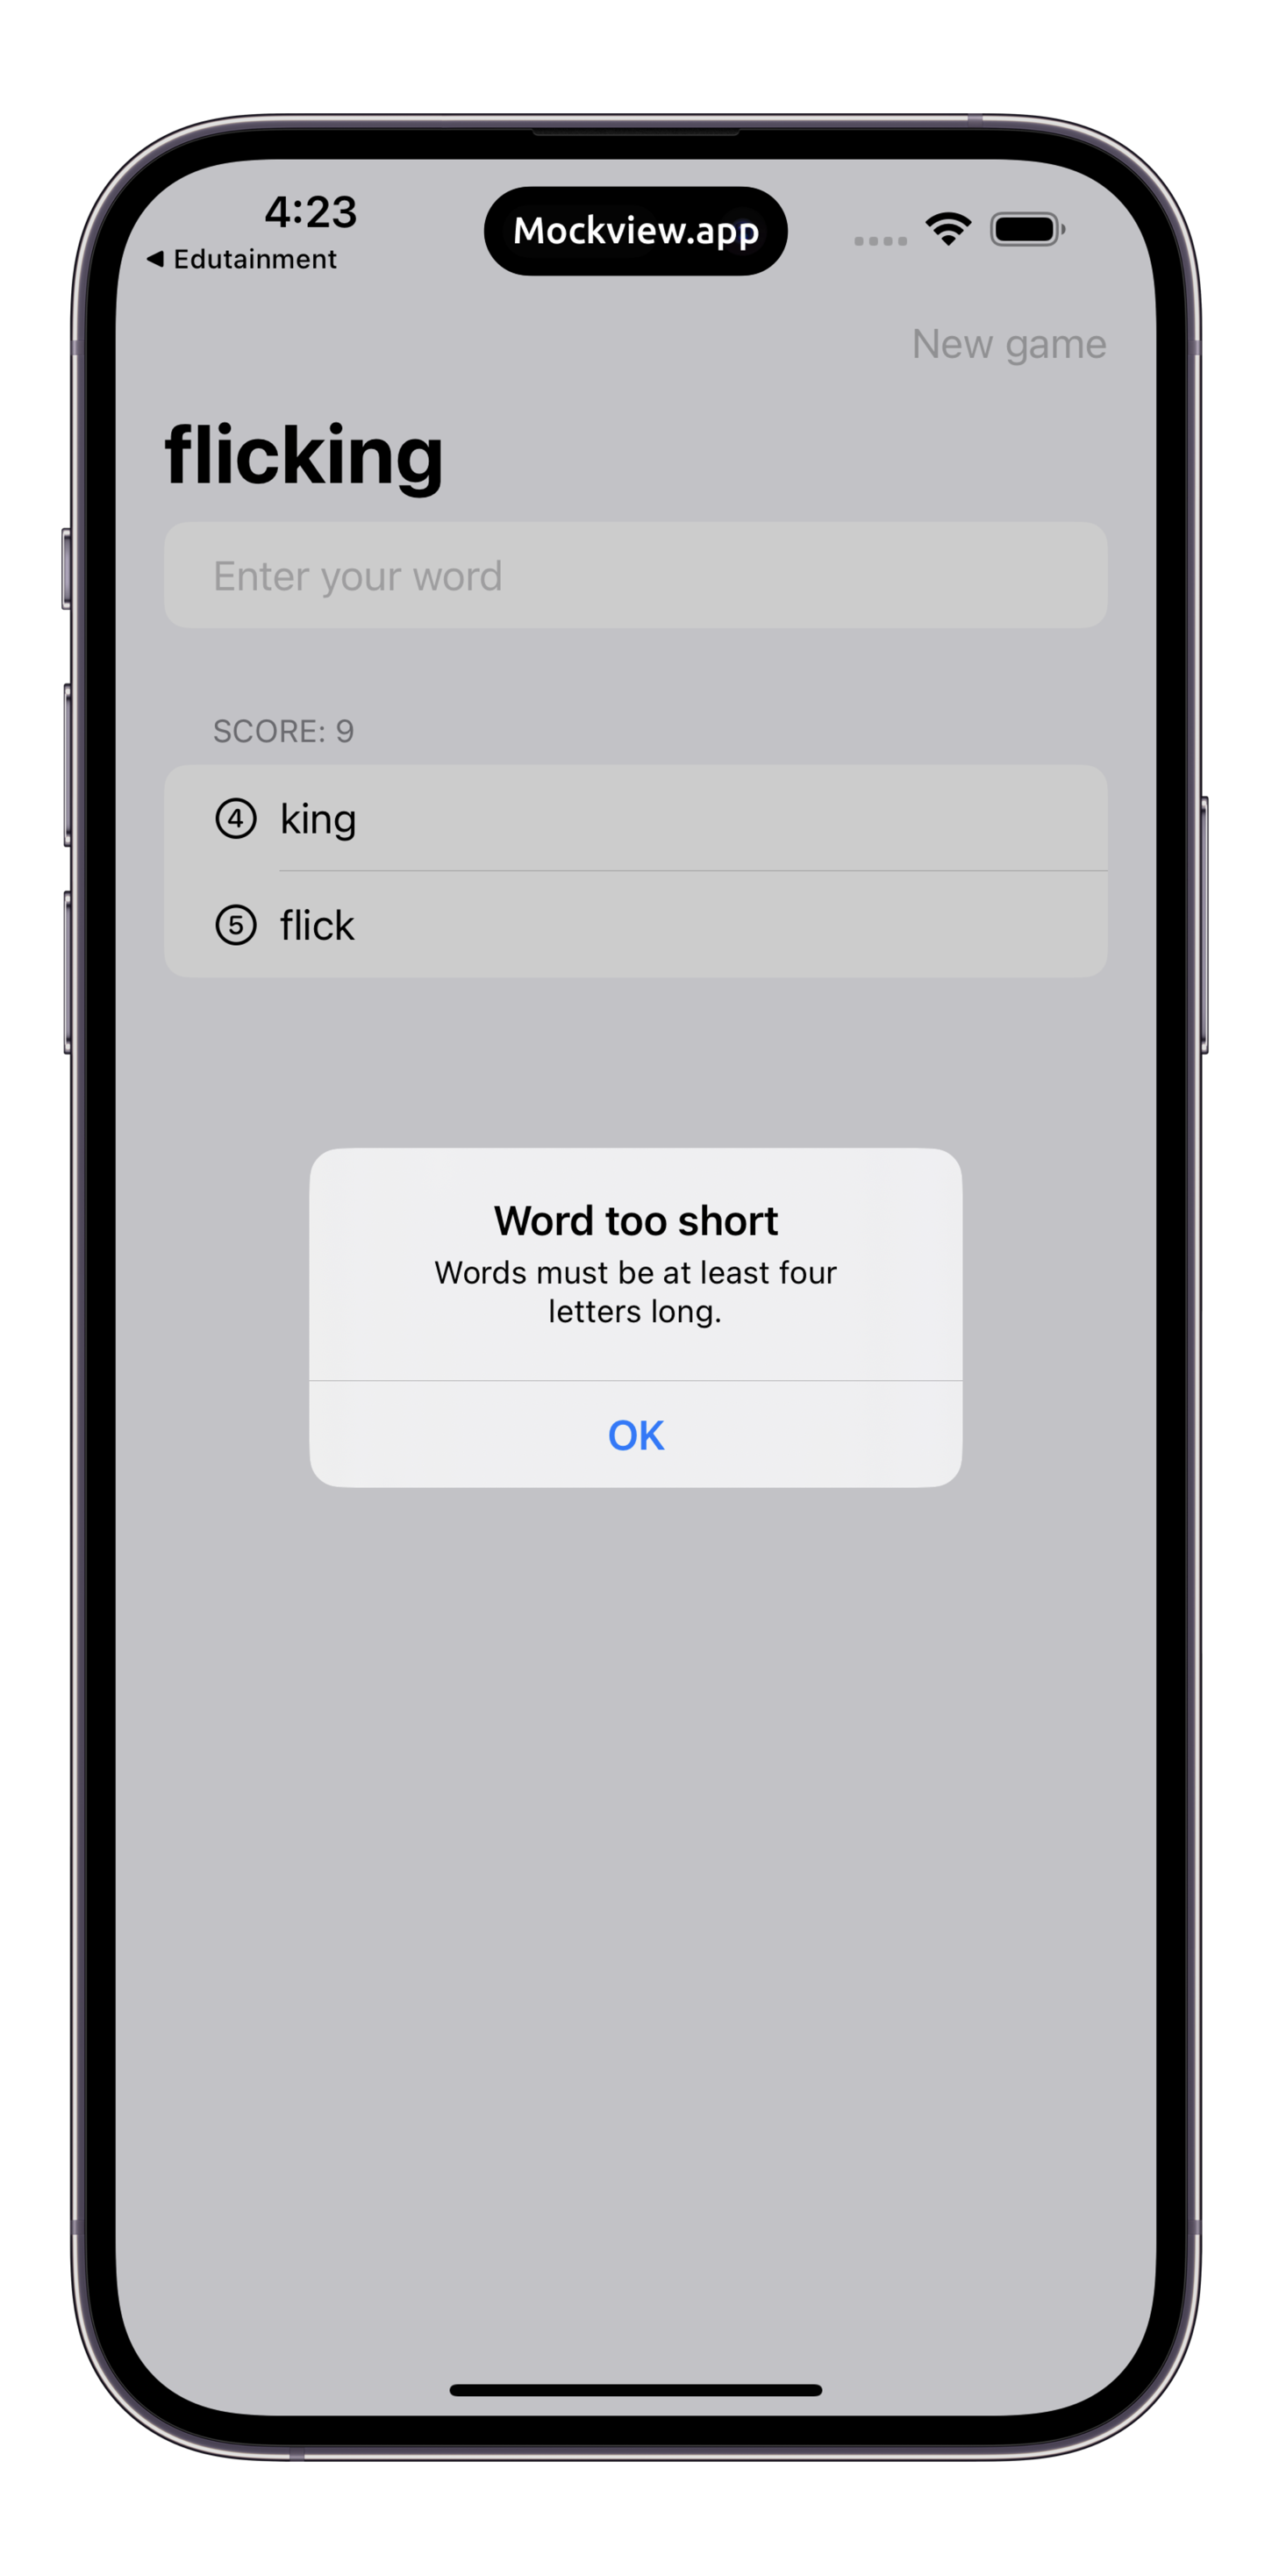 4:23
Mockview.app
◀ Edutainment
New game
flicking
Enter your word
SCORE: 9
4 king
5 flick
Word too short
Words must be at least four
letters long.
OK